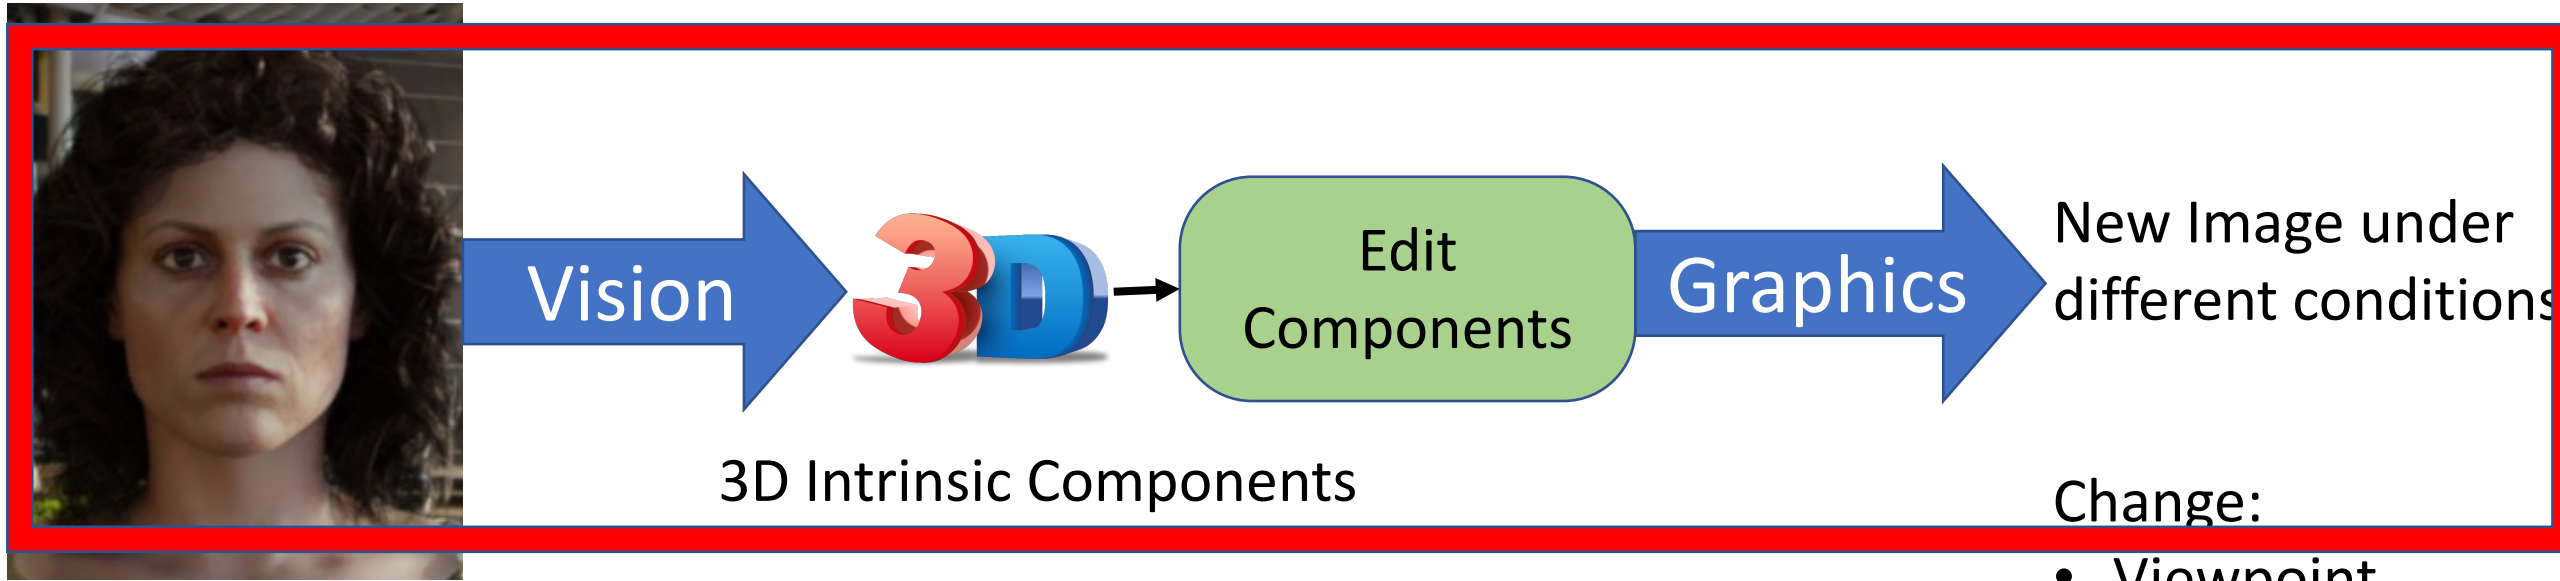 Vision
3D
Edit
Components
Graphics
New Image under
different conditions
3D Intrinsic Components
Change:
• Viewpoint